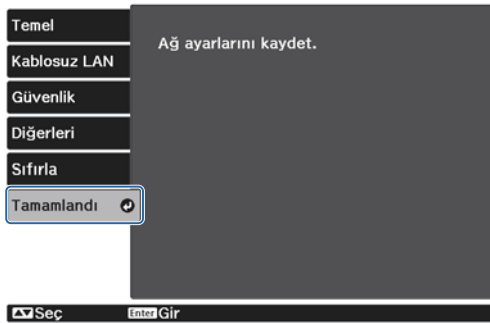 Temel
Kablosuz LAN
Güvenlik
Diğerleri
Sıfırla
Tamamlandı
Ağ ayarlarını kaydet.
Seç Enter Gir